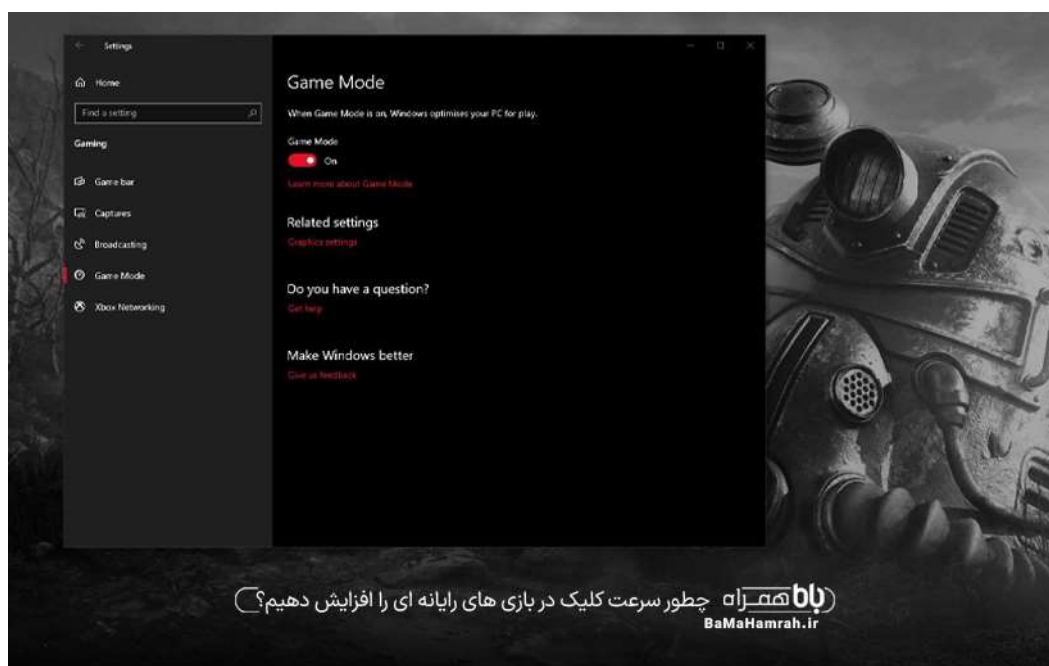 Settings
Home
Find a setting
Gaming
Game bar
Captures
Broadcasting
Game Mode
Xbox Networking
Game Mode
When Game Mode is on, Windows optimises your PC for play.
Game Mode
On
Learn more about Game Mode
Related settings
Graphics settings
Do you have a question?
Get help
Make Windows better
Give us feedback
باهمراه چطور سرعت کلیک در بازی های رایانه ای را افزایش دهیم؟
BaMaHamrah.ir